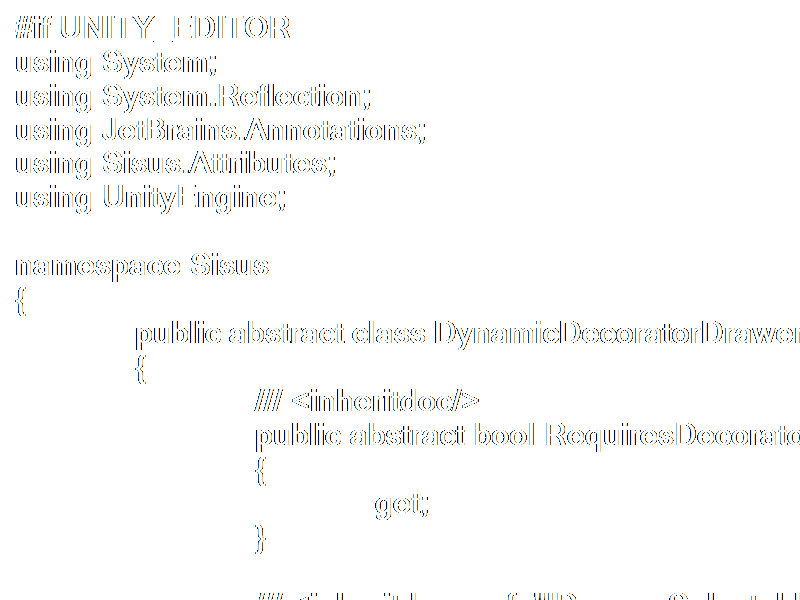 #if UNITY_EDITOR
using System;
using System.Reflection;
using JetBrains.Annotations;
using Sisus.Attributes;
using UnityEngine;
namespace Sisus
{
public abstract class DynamicDecoratorDrawer
{
/// <inheritdoc/>
public abstract bool RequiresDecorato
{
get;
}